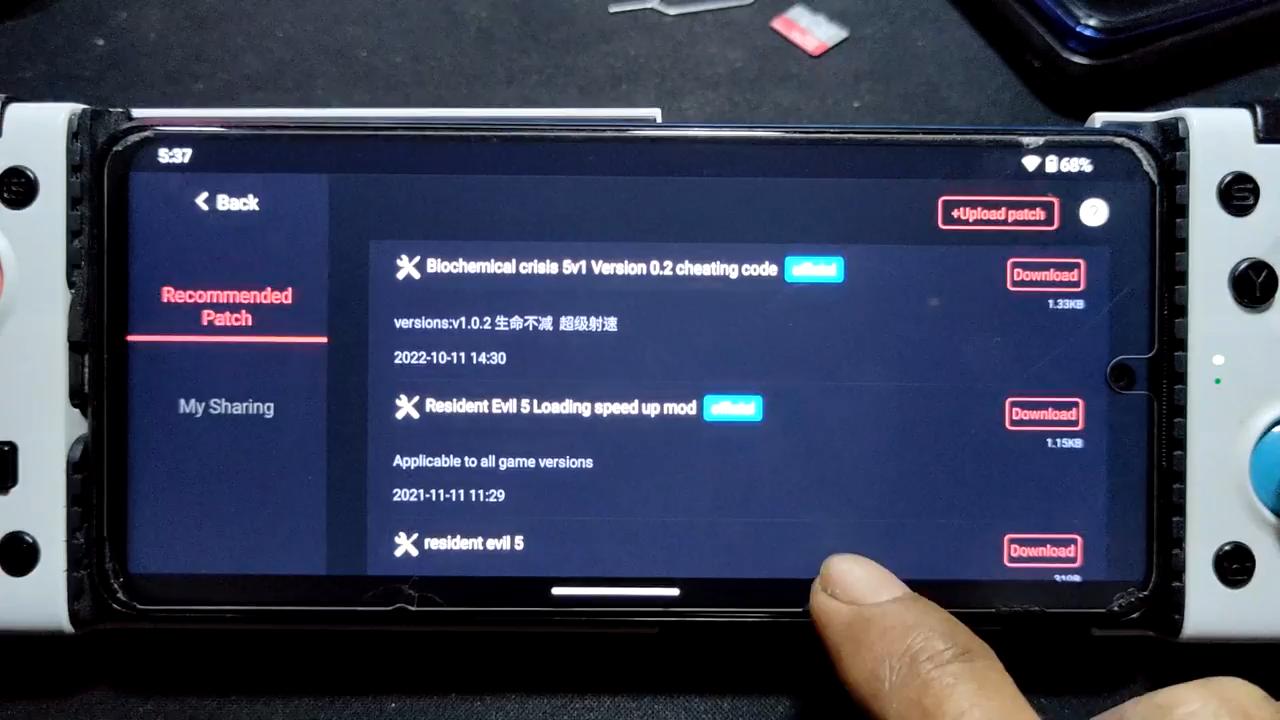 5:37
68%
Back
+Upload patch
?
Recommended
Patch
My Sharing
Biochemical crisis 5v1 Version 0.2 cheating code
official
Download
1.33KB
versions:v1.0.2 生命不减 超级射速
2022-10-11 14:30
Resident Evil 5 Loading speed up mod
official
Download
1.15KB
Applicable to all game versions
2021-11-11 11:29
resident evil 5
Download
S
Y